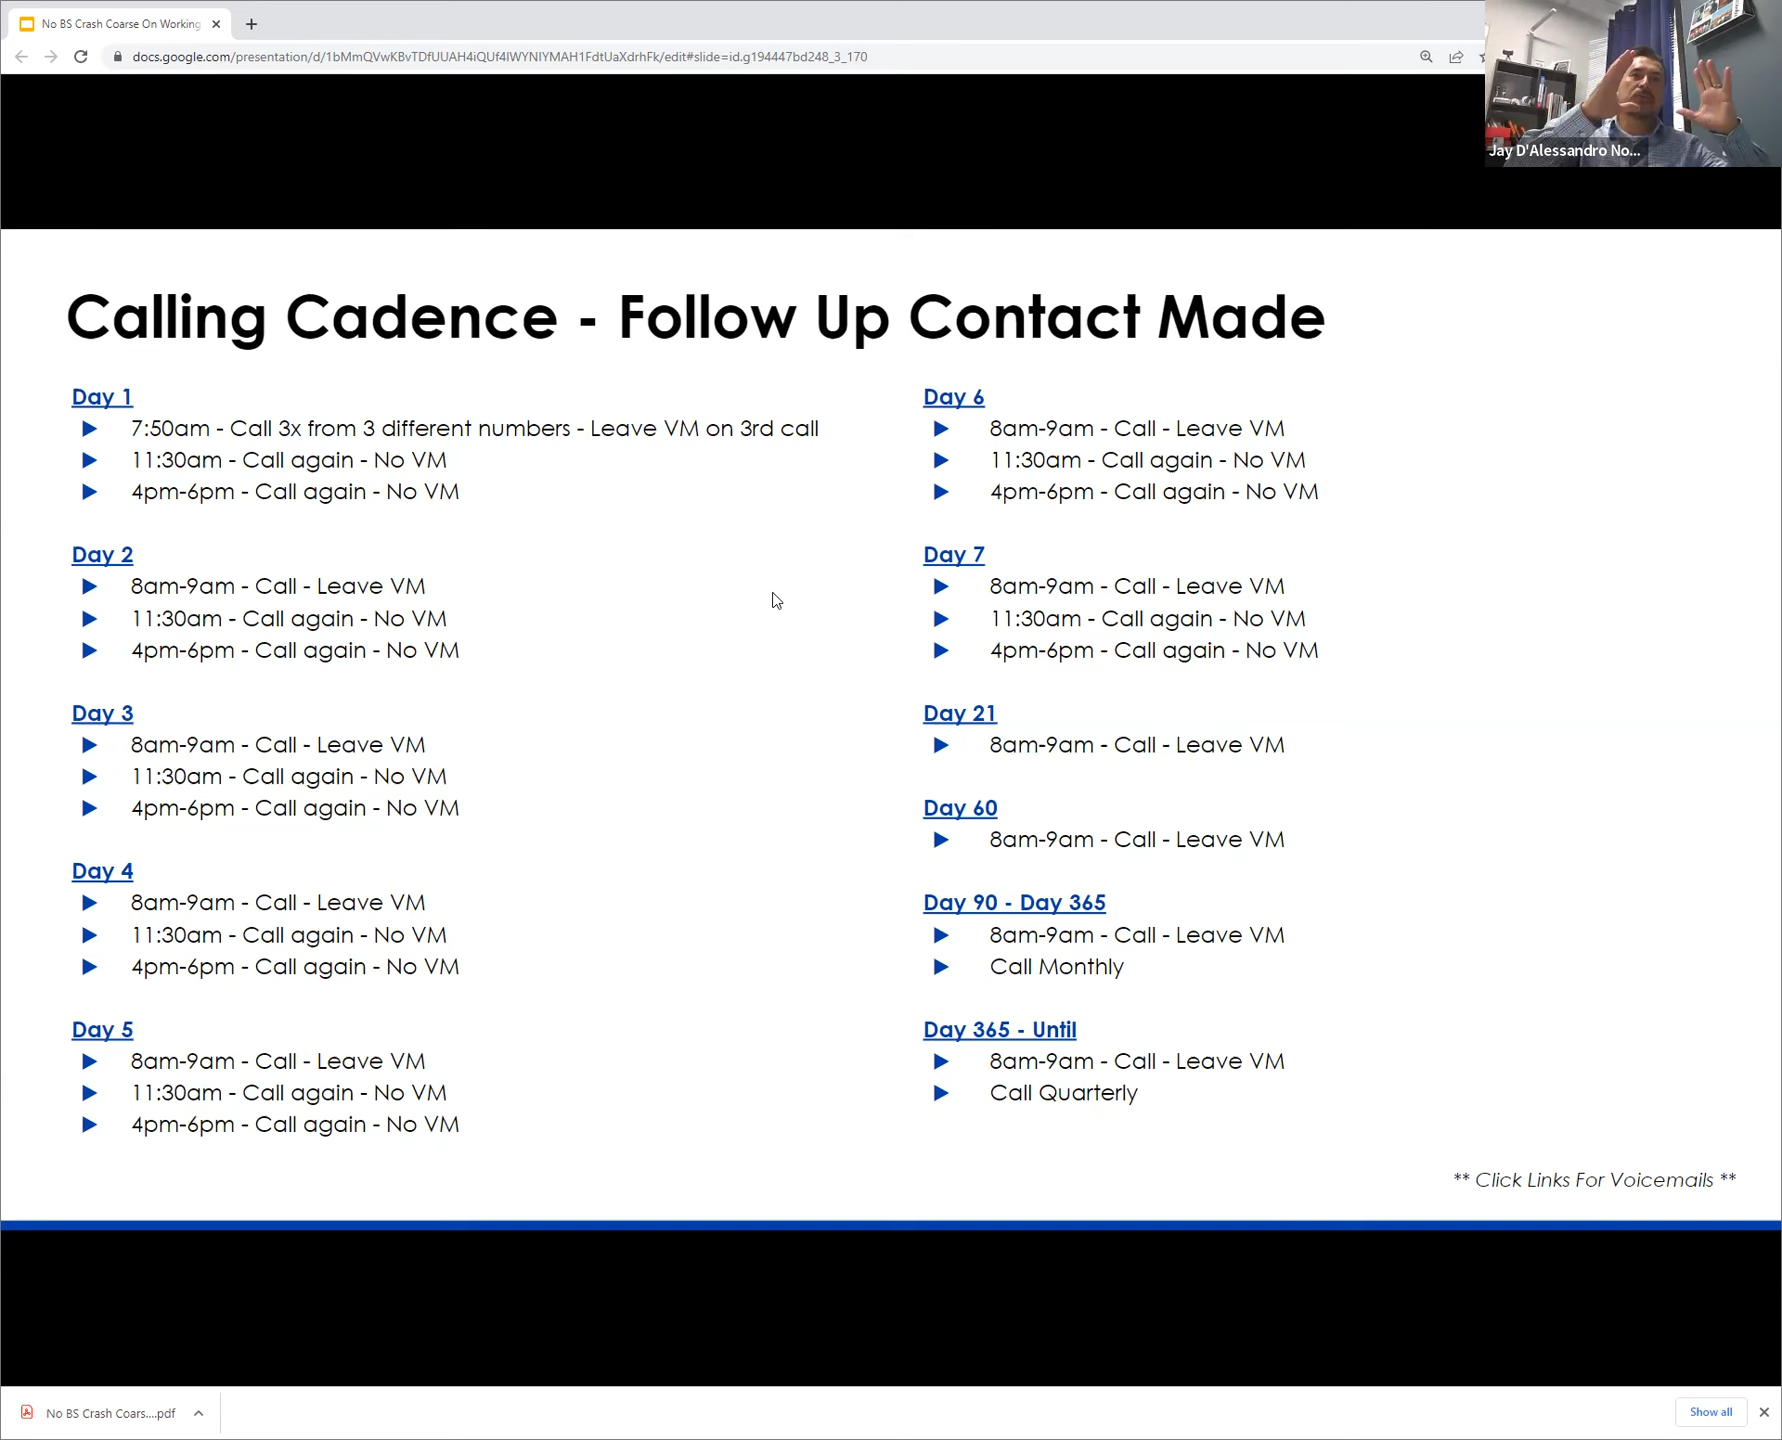 No BS Crash Coarse On Working
docs.google.com/presentation/d/1bMmQVwKBvTDfUUAH4iQUf4IWYNIYMAH1FdtUaXdrhFk/edit#slide=id.g194447bd248_3_170
Jay D'Alessandro No...
Calling Cadence - Follow Up Contact Made
Day 1
7:50am - Call 3x from 3 different numbers - Leave VM on 3rd call
11:30am - Call again - No VM
4pm-6pm - Call again - No VM
Day 2
8am-9am - Call - Leave VM
11:30am - Call again - No VM
4pm-6pm - Call again - No VM
Day 3
8am-9am - Call - Leave VM
11:30am - Call again - No VM
4pm-6pm - Call again - No VM
Day 4
8am-9am - Call - Leave VM
11:30am - Call again - No VM
4pm-6pm - Call again - No VM
Day 5
8am-9am - Call - Leave VM
11:30am - Call again - No VM
4pm-6pm - Call again - No VM
Day 6
8am-9am - Call - Leave VM
11:30am - Call again - No VM
4pm-6pm - Call again - No VM
Day 7
8am-9am - Call - Leave VM
11:30am - Call again - No VM
4pm-6pm - Call again - No VM
Day 21
8am-9am - Call - Leave VM
Day 60
8am-9am - Call - Leave VM
Day 90 - Day 365
8am-9am - Call - Leave VM
Call Monthly
Day 365 - Until
8am-9am - Call - Leave VM
Call Quarterly
** Click Links For Voicemails **
No BS Crash Coars....pdf
Show all